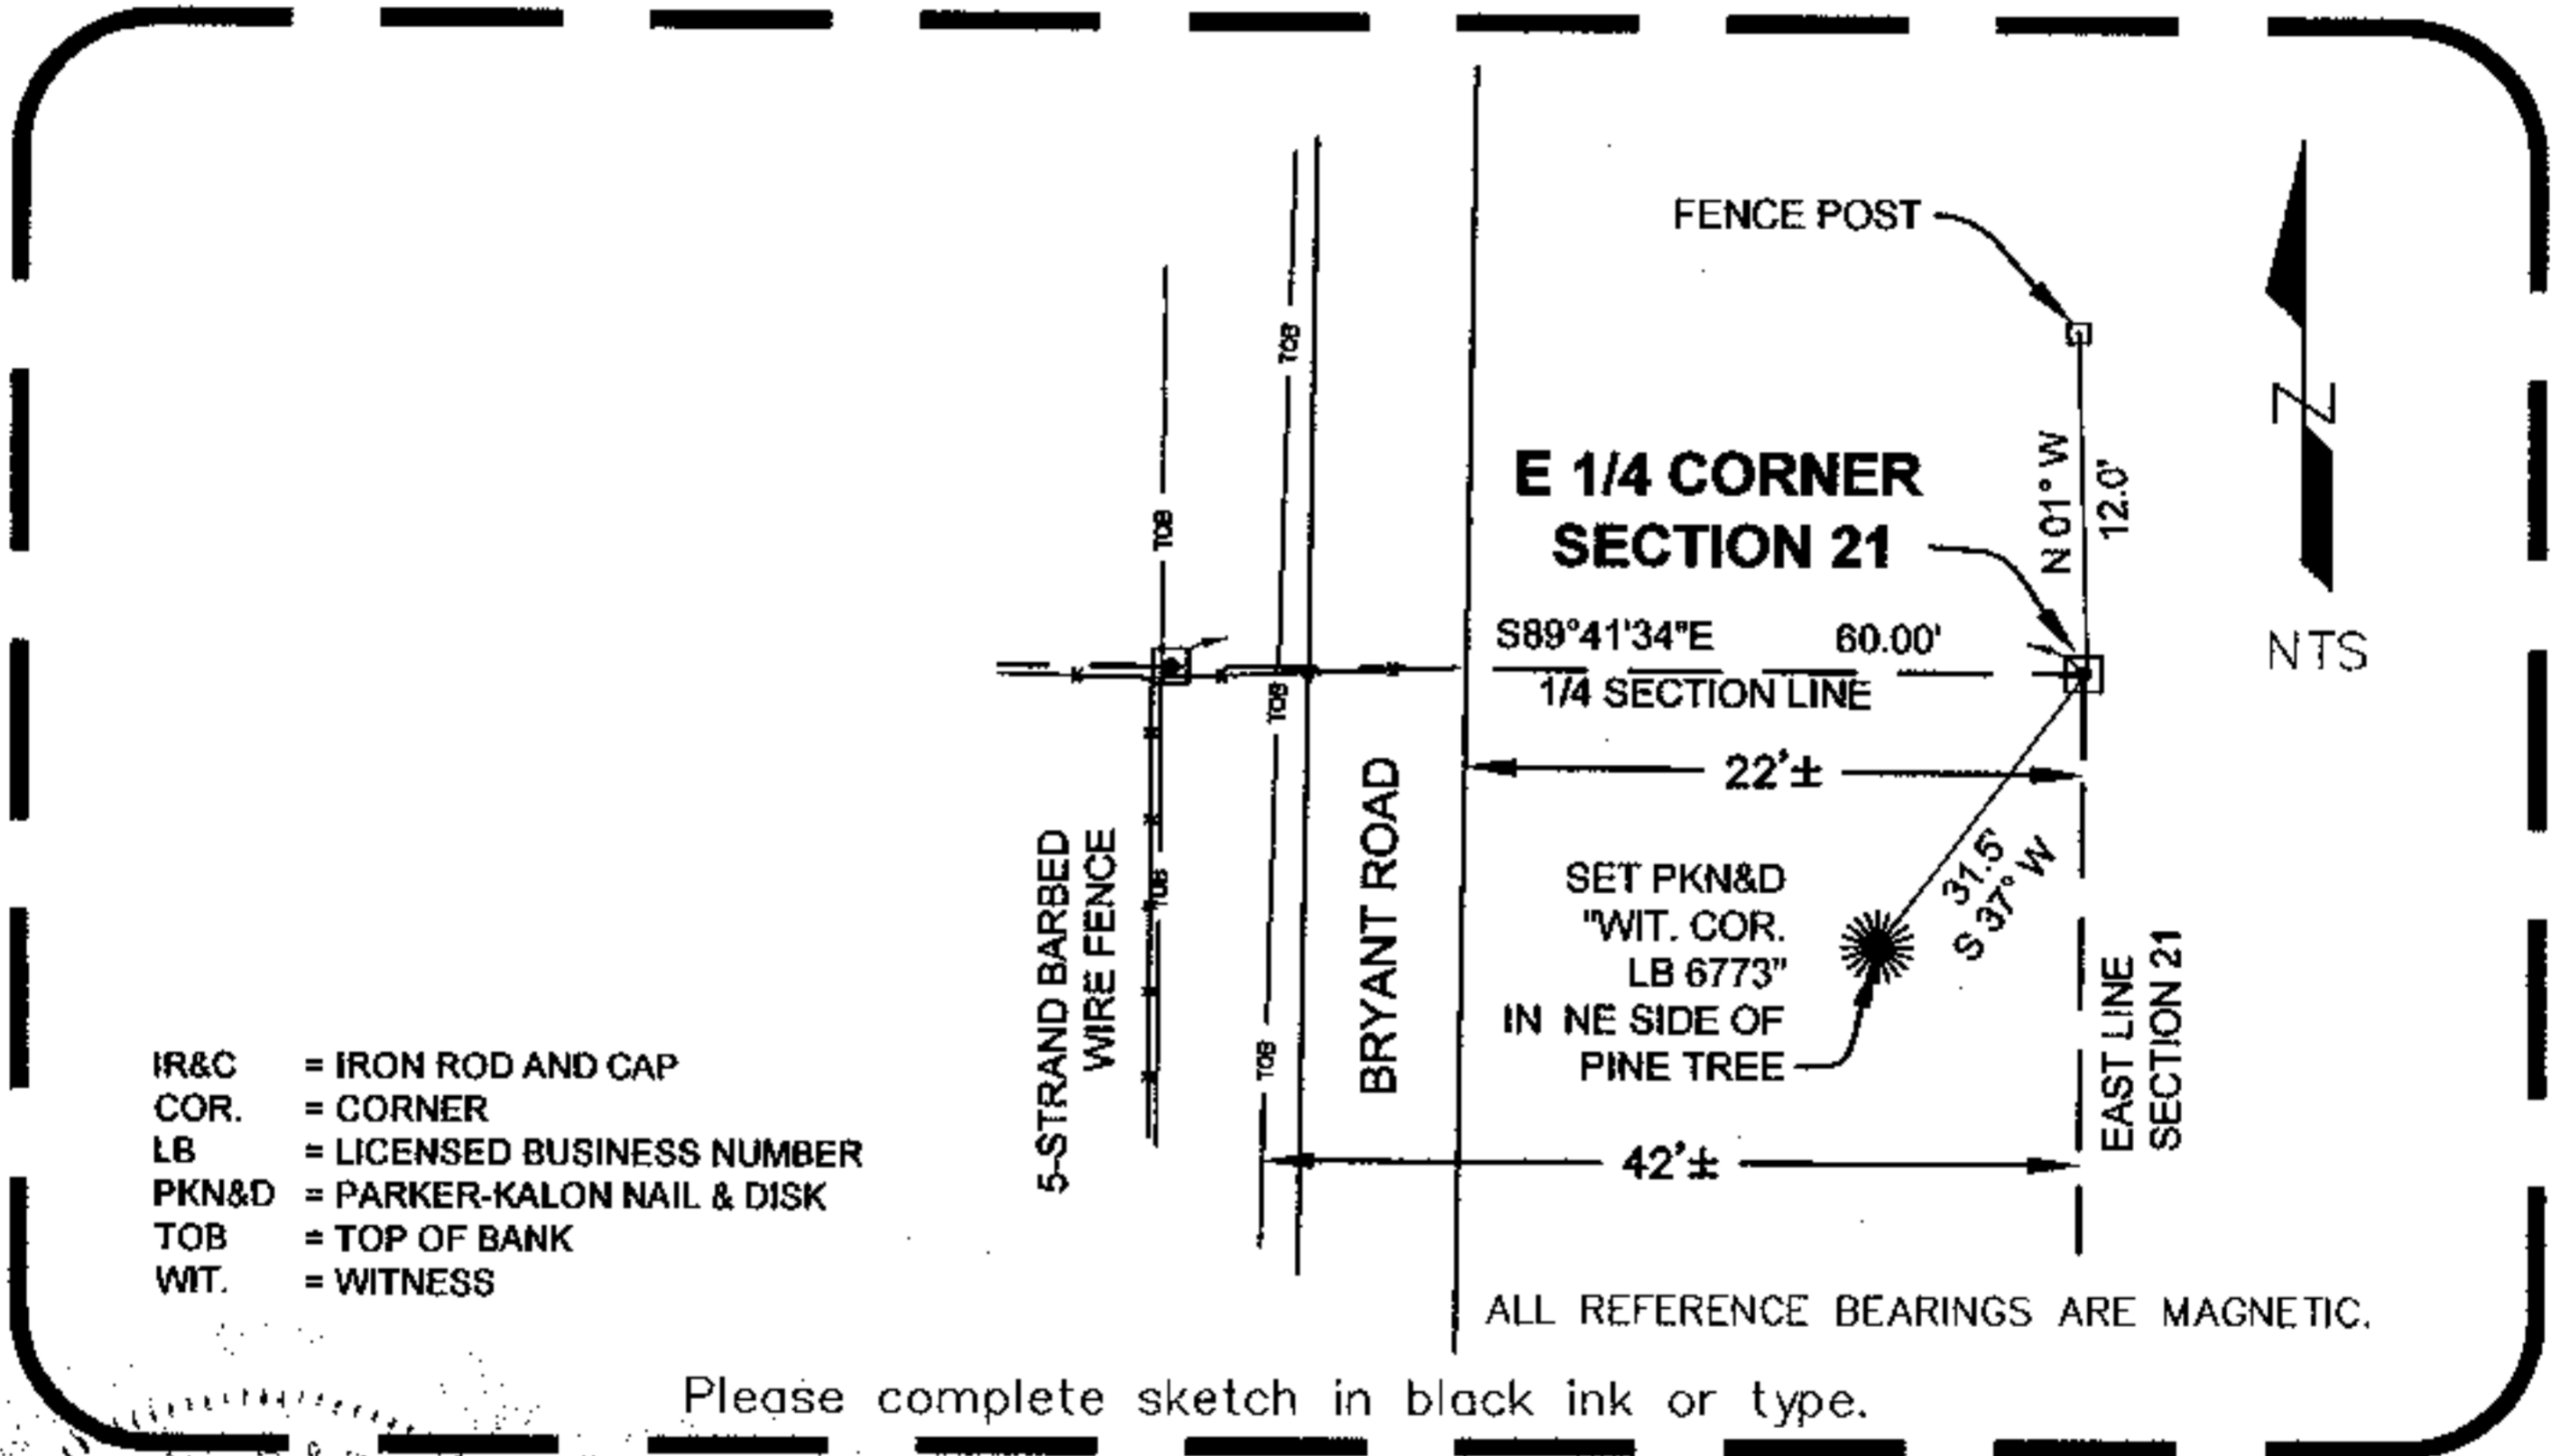 FENCE POST
E 1/4 CORNER
SECTION 21
N 01° W
12.0'
N
NTS
S89°41'34"E 60.00'
1/4 SECTION LINE
TOB
TOB
TOB
TOB
TOB
22'±
BRYANT ROAD
5-STRAND BARBED
WIRE FENCE
SET PKN&D
"WIT. COR.
LB 6773"
IN NE SIDE OF
PINE TREE
31.5'
S 37° W
EAST LINE
SECTION 21
42'±
IR&C = IRON ROD AND CAP
COR. = CORNER
LB = LICENSED BUSINESS NUMBER
PKN&D = PARKER-KALON NAIL & DISK
TOB = TOP OF BANK
WIT. = WITNESS
ALL REFERENCE BEARINGS ARE MAGNETIC.
Please complete sketch in black ink or type.